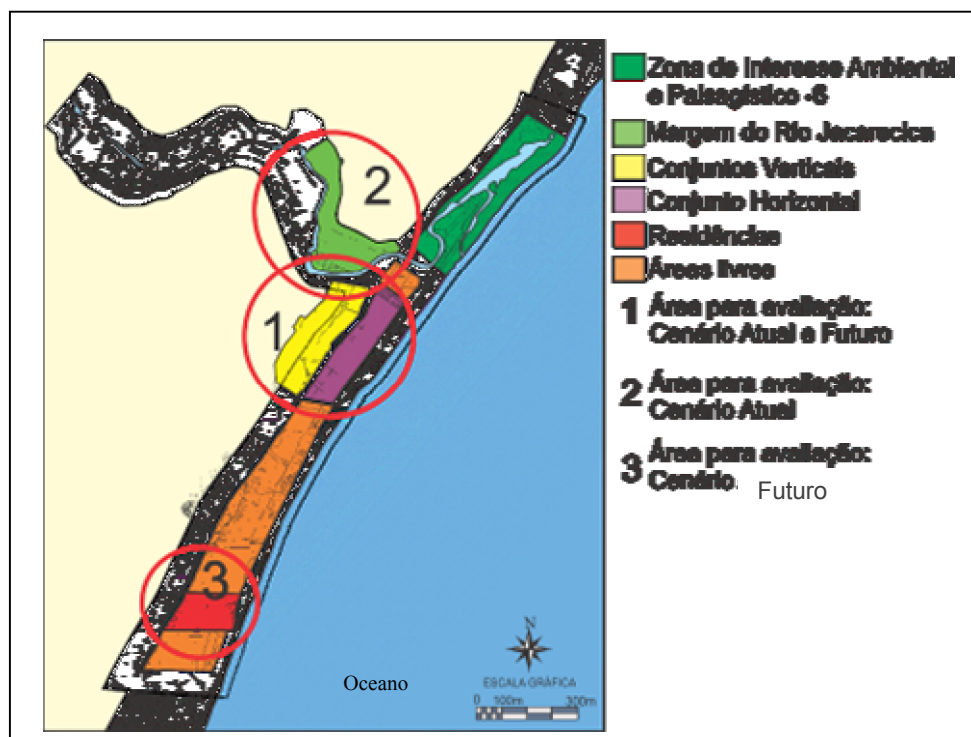 Zona de Interesse Ambiental
e Paisagístico -5
Margem do Rio Jacarecica
Conjuntos Verticais
Conjunto Horizontal
Residências
Áreas livres
1 Área para avaliação:
Cenário Atual e Futuro
2 Área para avaliação:
Cenário Atual
3 Área para avaliação:
Cenário Futuro
2
1
3
Oceano
N
ESCALA GRÁFICA
0 100m 300m